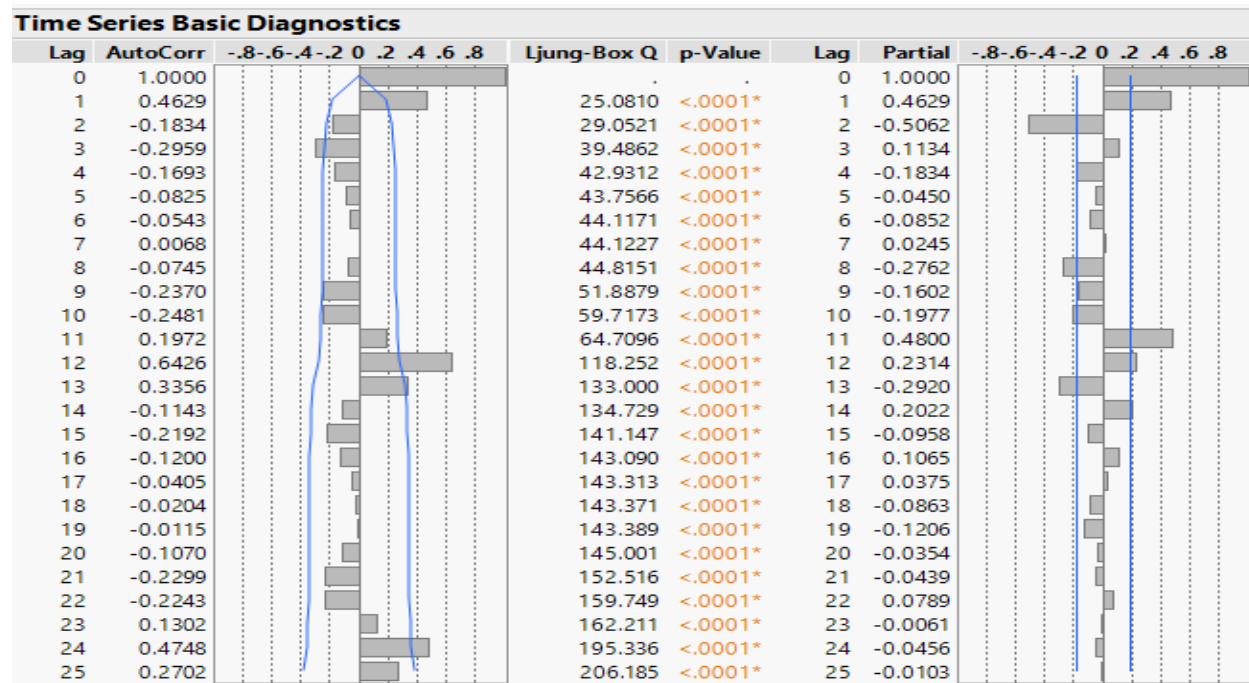 Time Series Basic Diagnostics
Lag AutoCorr -.8-.6-.4-.2 0 .2 .4 .6 .8 Ljung-Box Q p-Value Lag Partial -.8-.6-.4-.2 0 .2 .4 .6 .8
0 1.0000 . . 0 1.0000
1 0.4629 25.0810 <.0001* 1 0.4629
2 -0.1834 29.0521 <.0001* 2 -0.5062
3 -0.2959 39.4862 <.0001* 3 0.1134
4 -0.1693 42.9312 <.0001* 4 -0.1834
5 -0.0825 43.7566 <.0001* 5 -0.0450
6 -0.0543 44.1171 <.0001* 6 -0.0852
7 0.0068 44.1227 <.0001* 7 0.0245
8 -0.0745 44.8151 <.0001* 8 -0.2762
9 -0.2370 51.8879 <.0001* 9 -0.1602
10 -0.2481 59.7173 <.0001* 10 -0.1977
11 0.1972 64.7096 <.0001* 11 0.4800
12 0.6426 118.252 <.0001* 12 0.2314
13 0.3356 133.000 <.0001* 13 -0.2920
14 -0.1143 134.729 <.0001* 14 0.2022
15 -0.2192 141.147 <.0001* 15 -0.0958
16 -0.1200 143.090 <.0001* 16 0.1065
17 -0.0405 143.313 <.0001* 17 0.0375
18 -0.0204 143.371 <.0001* 18 -0.0863
19 -0.0115 143.389 <.0001* 19 -0.1206
20 -0.1070 145.001 <.0001* 20 -0.0354
21 -0.2299 152.516 <.0001* 21 -0.0439
22 -0.2243 159.749 <.0001* 22 0.0789
23 0.1302 162.211 <.0001* 23 -0.0061
24 0.4748 195.336 <.0001* 24 -0.0456
25 0.2702 206.185 <.0001* 25 -0.0103